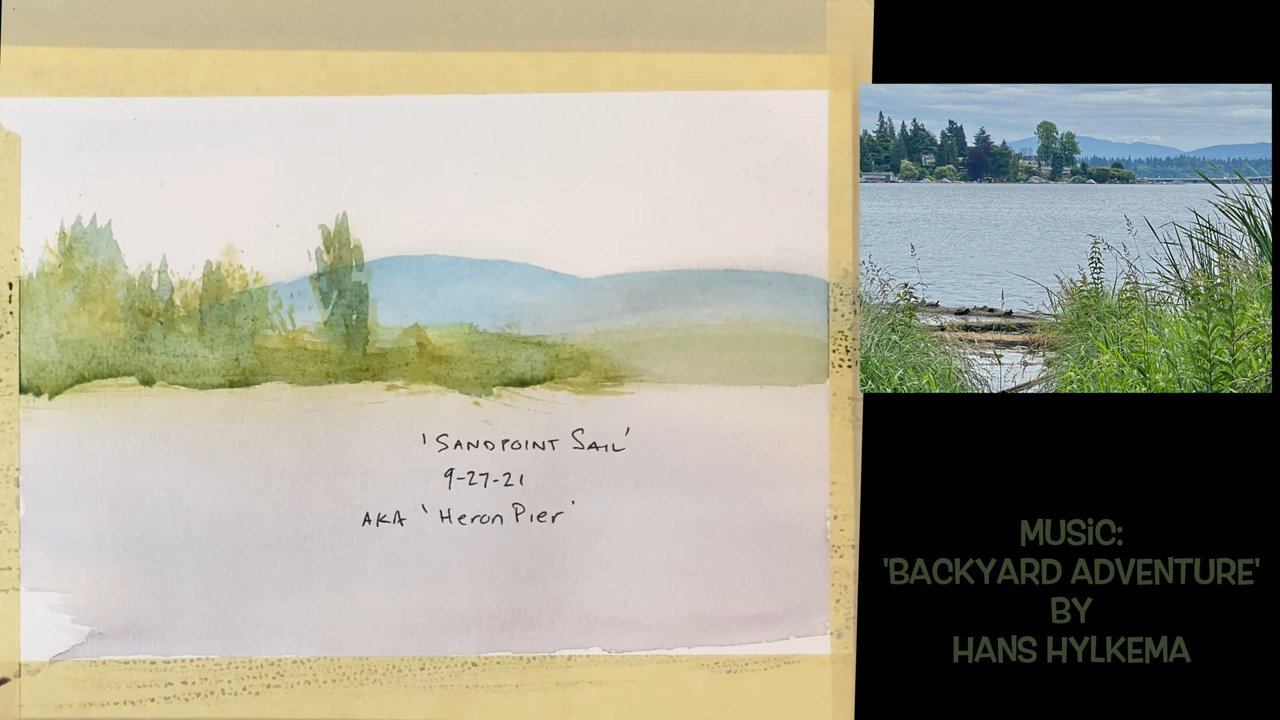 'SANDPOINT SAIL'
9-27-21
AKA 'Heron Pier'
MUSiC:
'BACKYARD ADVENTURE'
BY
HANS HYLKEMA